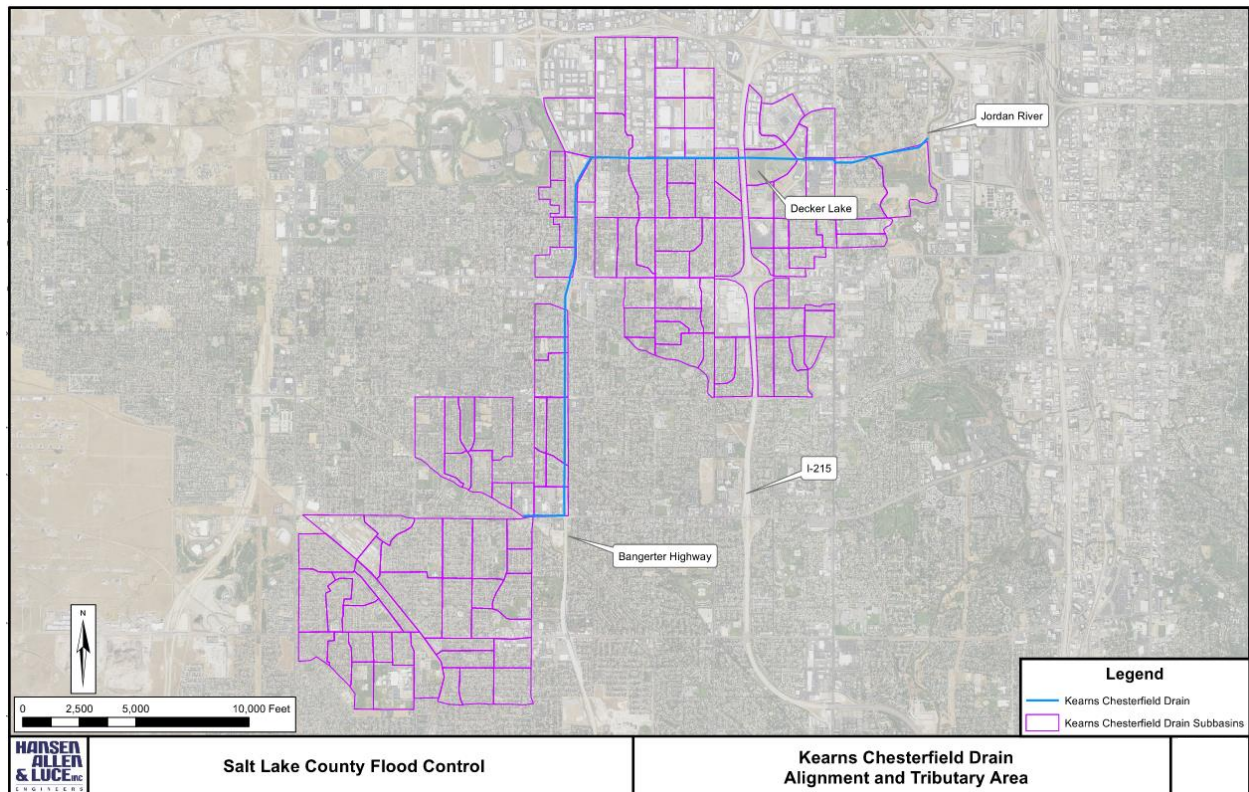 Jordan River
Decker Lake
I-215
Bangerter Highway
N
0 2,500 5,000 10,000 Feet
Legend
Kearns Chesterfield Drain
Kearns Chesterfield Drain Subbasins
HANSEN
ALLEN
& LUCE INC
ENGINEERS
Salt Lake County Flood Control
Kearns Chesterfield Drain
Alignment and Tributary Area